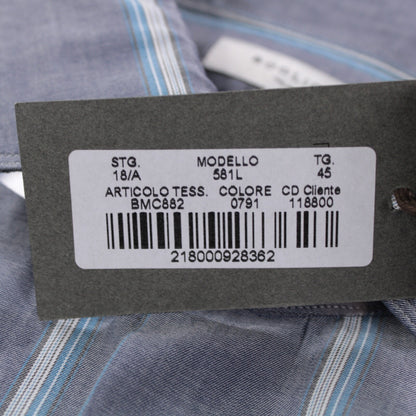 STG. MODELLO TG.
18/A 581L 45
ARTICOLO TESS. COLORE CD Cliente
BMC882 0791 118800
218000928362